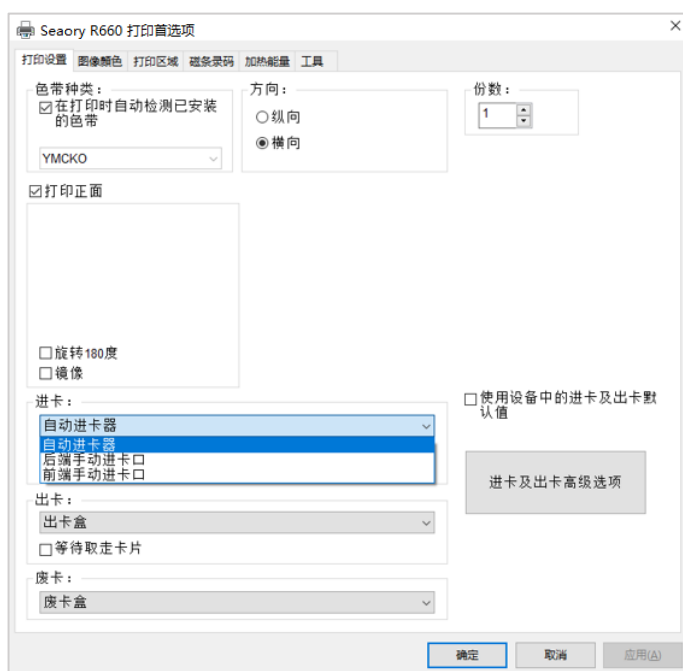 Seaory R660 打印首选项
打印设置 图像颜色 打印区域 磁条录码 加热能量 工具
色带种类：
在打印时自动检测已安装
的色带
YMCKO
方向：
纵向
横向
份数：
1
打印正面
旋转180度
镜像
进卡：
自动进卡器
自动进卡器
后端手动进卡口
前端手动进卡口
使用设备中的进卡及出卡默
认值
进卡及出卡高级选项
出卡：
出卡盒
等待取走卡片
废卡：
废卡盒
确定 取消 应用(A)